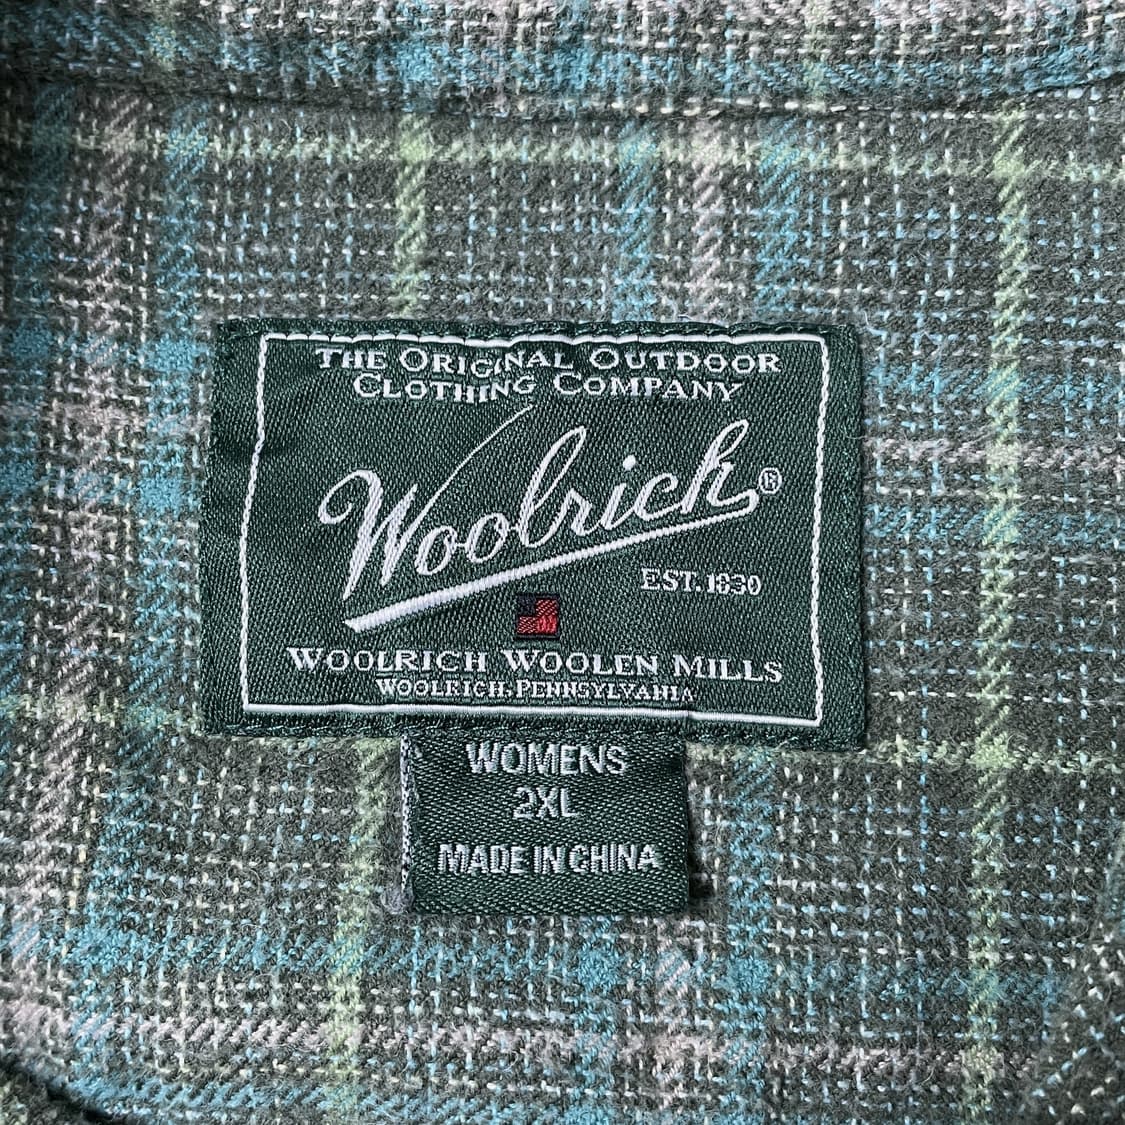 THE ORIGINAL OUTDOOR
CLOTHING COMPANY
Woolrich®
EST. 1830
WOOLRICH WOOLEN MILLS
WOOLRICH, PENNSYLVANIA
WOMENS
2XL
MADE IN CHINA